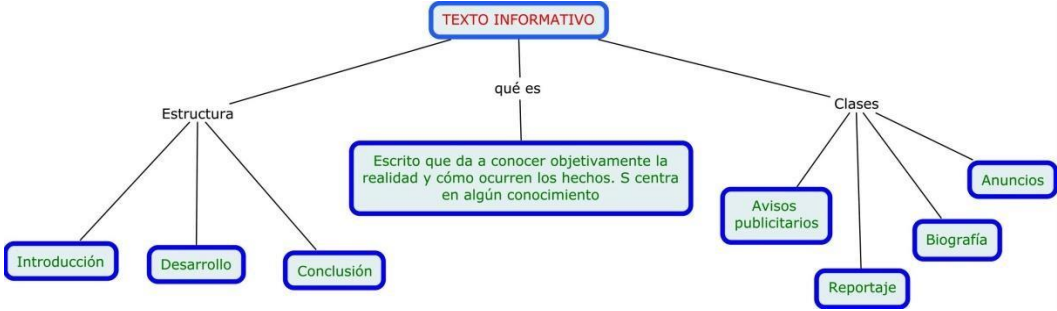 TEXTO INFORMATIVO
Estructura
Introducción
Desarrollo
Conclusión
qué es
Escrito que da a conocer objetivamente la
realidad y cómo ocurren los hechos. S centra
en algún conocimiento
Clases
Avisos
publicitarios
Reportaje
Biografía
Anuncios